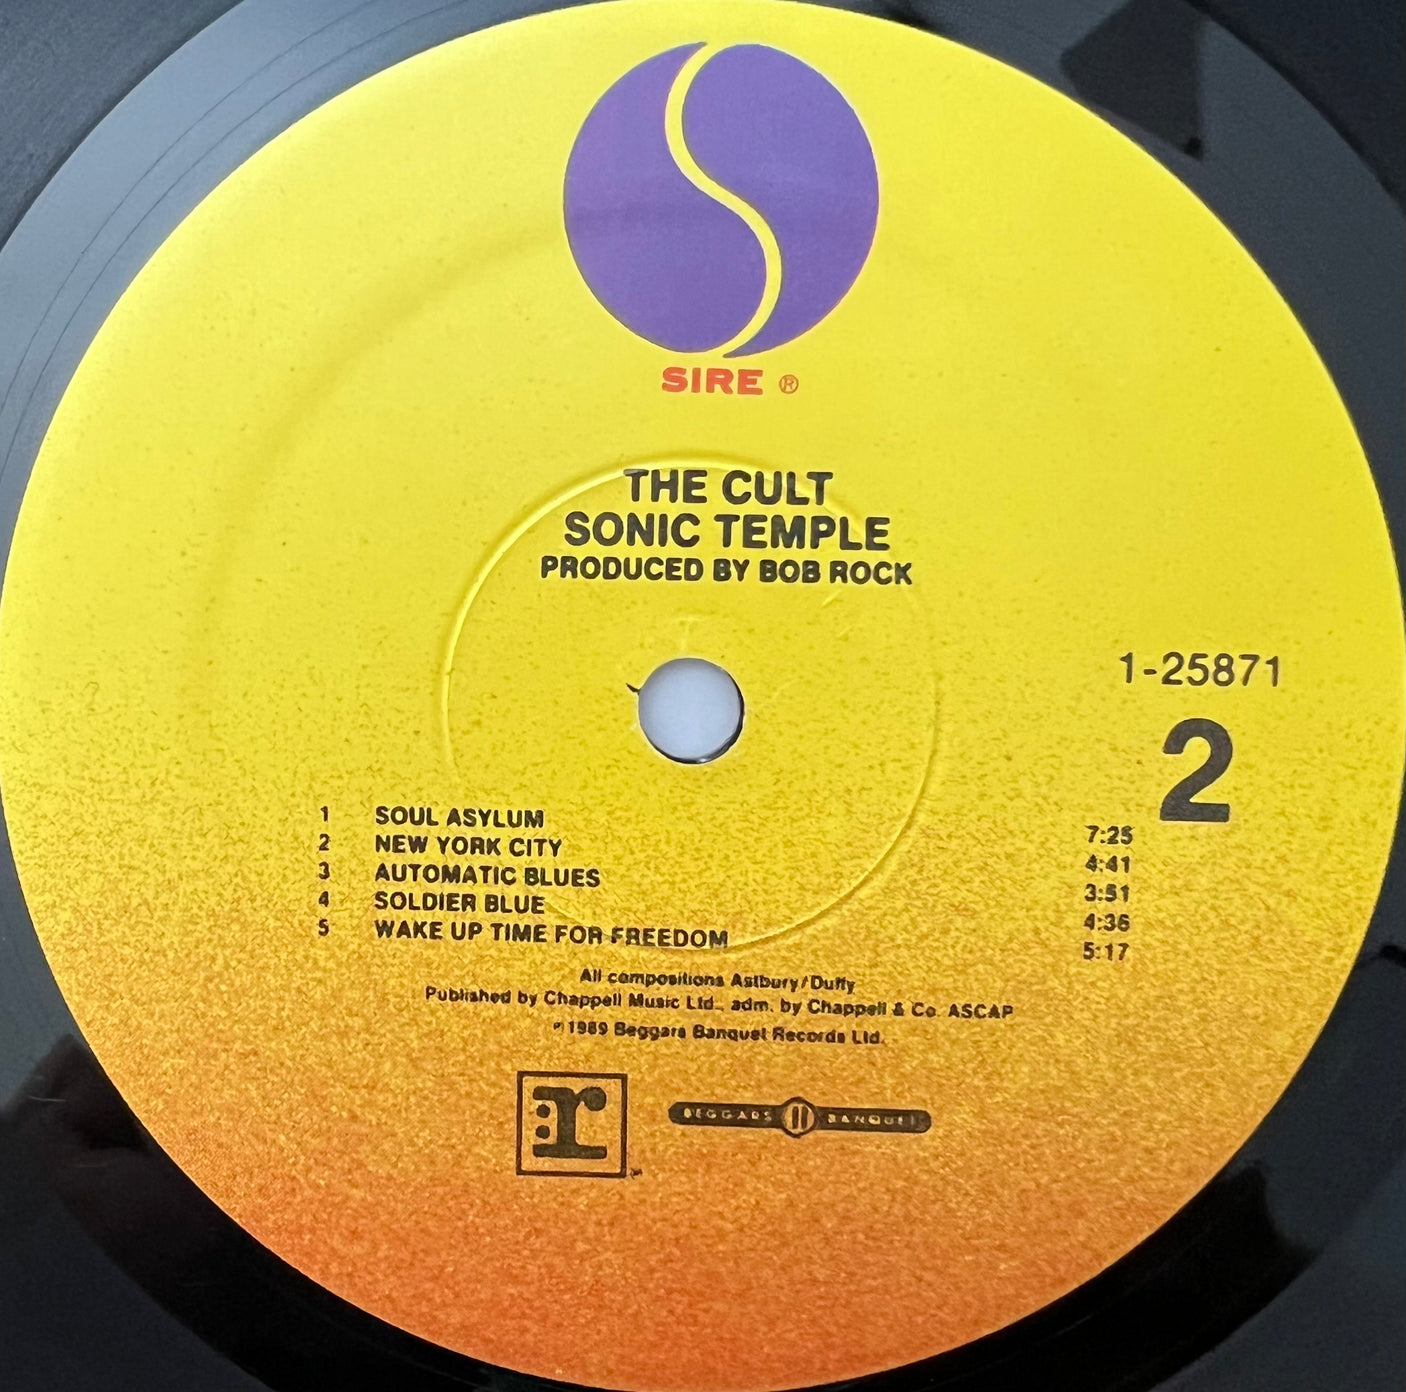 SIRE ®
THE CULT
SONIC TEMPLE
PRODUCED BY BOB ROCK
1-25871
2
1 SOUL ASYLUM 7:25
2 NEW YORK CITY 4:41
3 AUTOMATIC BLUES 3:51
4 SOLDIER BLUE 4:36
5 WAKE UP TIME FOR FREEDOM 5:17
All compositions Astbury/Duffy
Published by Chappell Music Ltd., adm. by Chappell & Co. ASCAP
℗ 1989 Beggars Banquet Records Ltd.
r
BEGGARS BANQUET